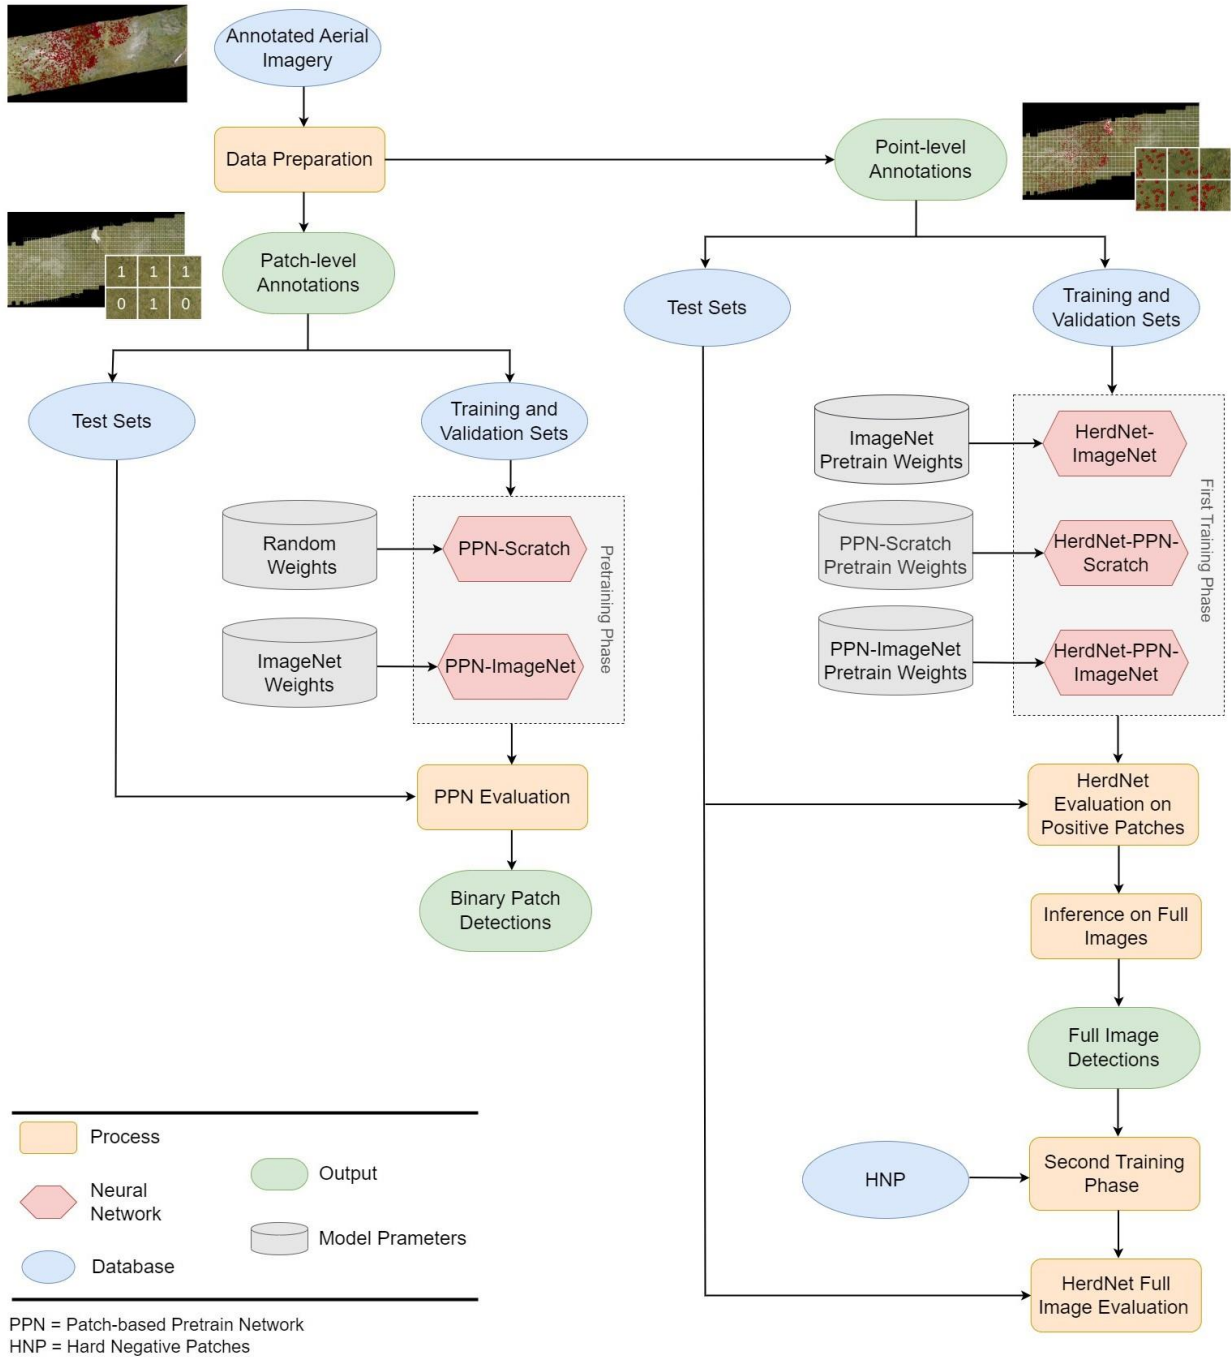 Annotated Aerial
Imagery
Data Preparation
Point-level
Annotations
Patch-level
Annotations
1 1 1
0 1 0
Test Sets
Training and
Validation Sets
Random
Weights
PPN-Scratch
ImageNet
Weights
PPN-ImageNet
Pretraining Phase
PPN Evaluation
Binary Patch
Detections
Test Sets
Training and
Validation Sets
ImageNet
Pretrain Weights
HerdNet-
ImageNet
PPN-Scratch
Pretrain Weights
HerdNet-PPN-
Scratch
PPN-ImageNet
Pretrain Weights
HerdNet-PPN-
ImageNet
First Training Phase
HerdNet
Evaluation on
Positive Patches
Inference on Full
Images
Full Image
Detections
HNP
Second Training
Phase
HerdNet Full
Image Evaluation
Process
Neural
Network
Database
Output
Model Prameters
PPN = Patch-based Pretrain Network
HNP = Hard Negative Patches